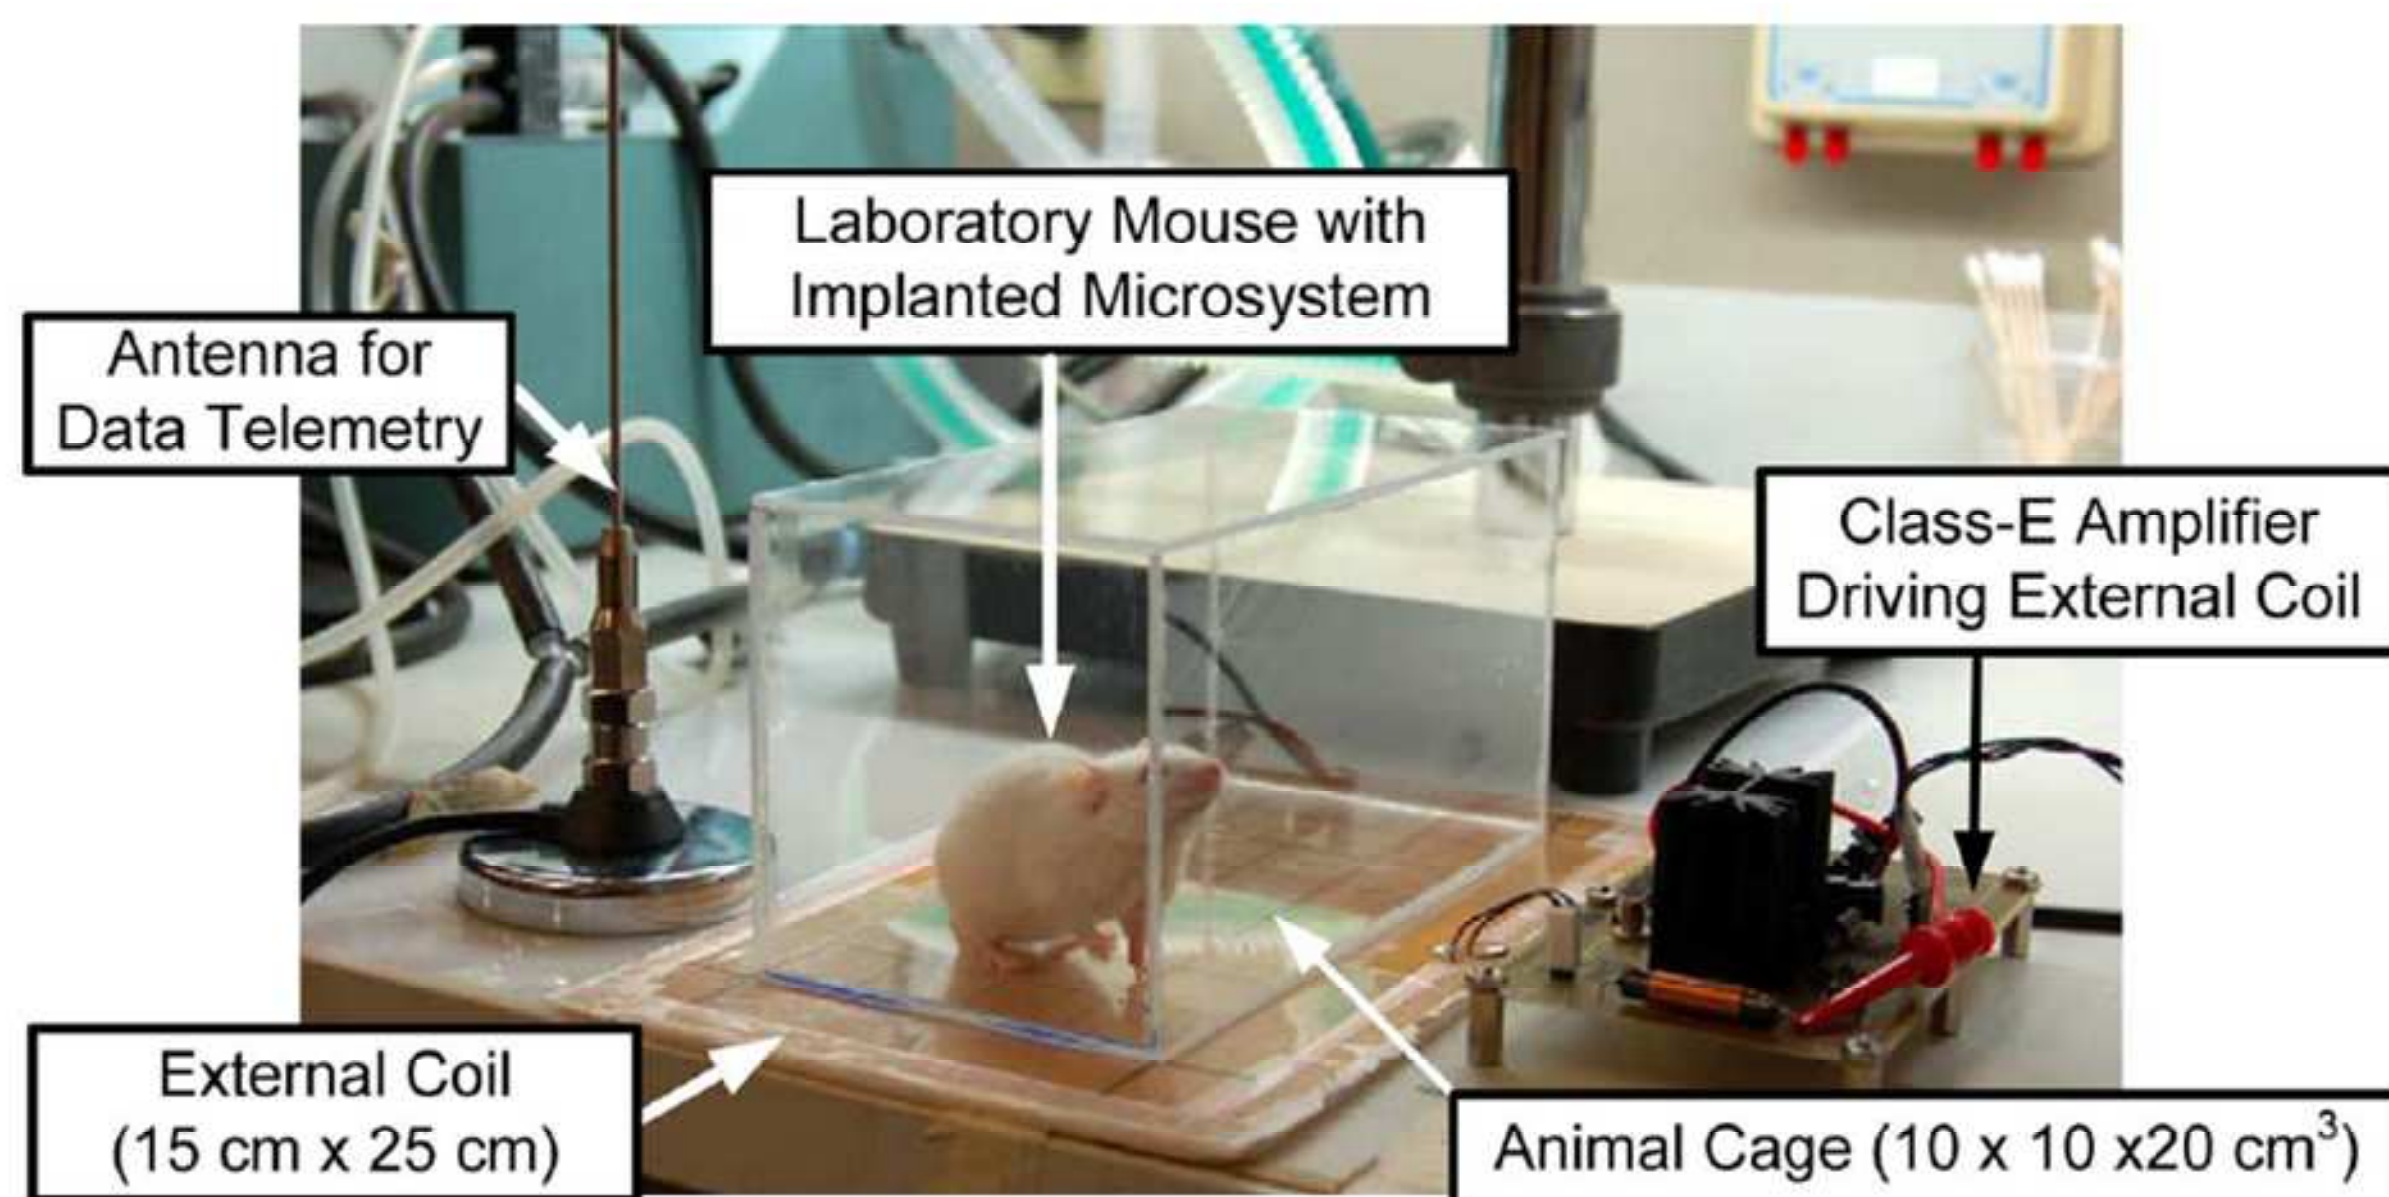 Laboratory Mouse with
Implanted Microsystem
Antenna for
Data Telemetry
Class-E Amplifier
Driving External Coil
External Coil
(15 cm x 25 cm)
Animal Cage (10 x 10 x20 cm³)